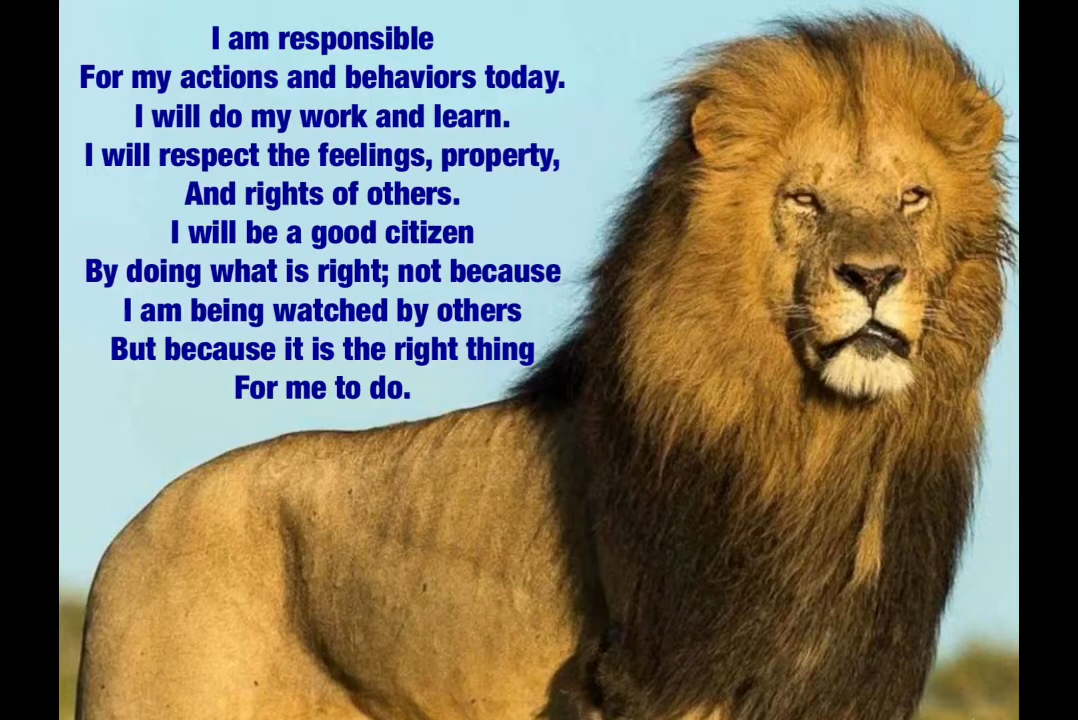 I am responsible
For my actions and behaviors today.
I will do my work and learn.
I will respect the feelings, property,
And rights of others.
I will be a good citizen
By doing what is right; not because
I am being watched by others
But because it is the right thing
For me to do.